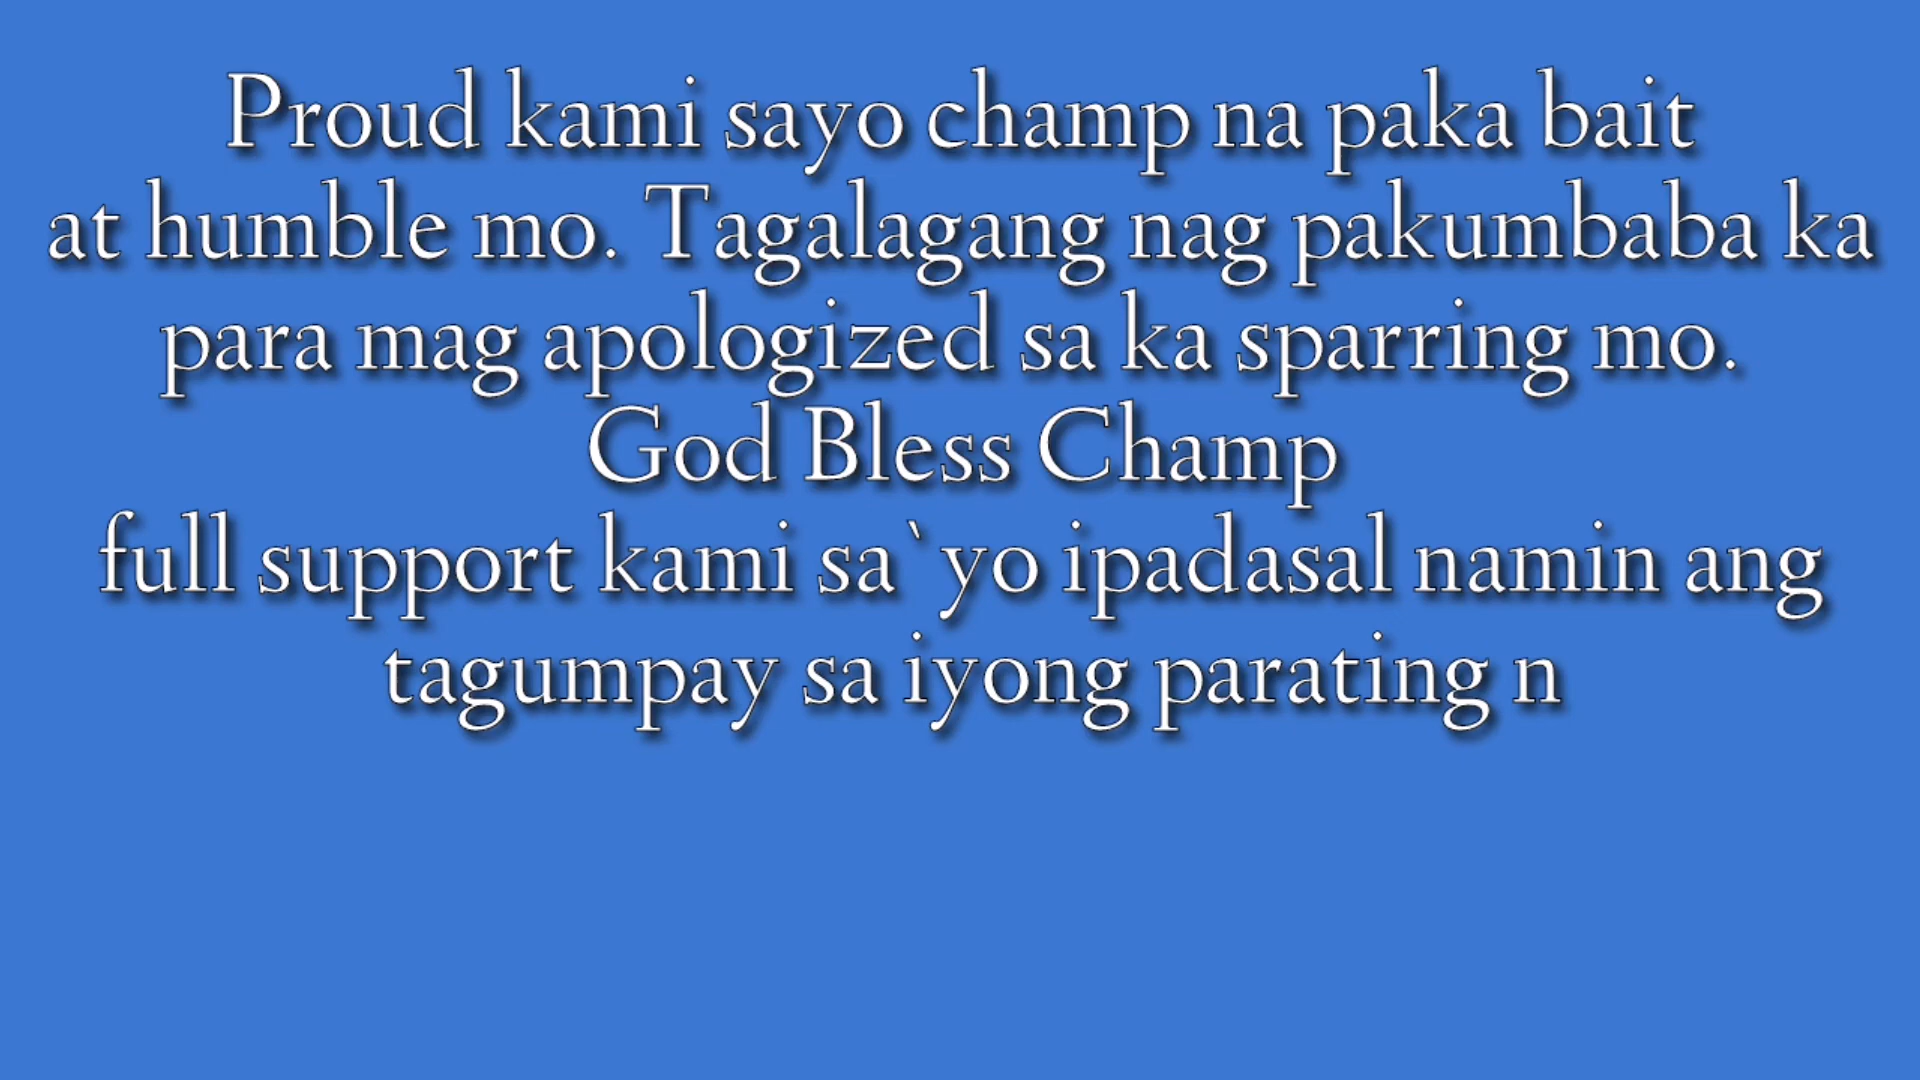 Proud kami sayo champ na paka bait
at humble mo. Tagalagang nag pakumbaba ka
para mag apologized sa ka sparring mo.
God Bless Champ
full support kami sa`yo ipadasal namin ang
tagumpay sa iyong parating n